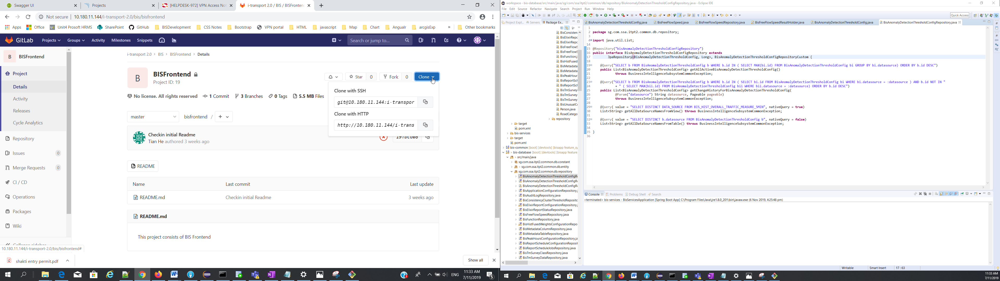 Swagger UI
Projects
[HELPDESK-972] VPN Access Not
i-transport 2.0 / BIS / BISFrontend
Not secure | 10.180.11.144/i-transport-2.0/bis/bisfrontend
Apps Office Unit4 Prosoft HRMS SharePoint GitHub BISDevelopment CSS Notes Bootstrap VPN portal HTML javascript Map Chart Angualr arcgisExp » Other bookmarks
GitLab Projects Groups Activity Milestones Snippets Search or jump to...
B BISFrontend
Project
Details
Activity
Releases
Cycle Analytics
Repository
Issues 0
Merge Requests 0
CI / CD
Operations
Packages
Wiki
10.180.11.144/i-transport-2.0/bis/bisfrontend#
i-transport 2.0 > BIS > BISFrontend > Details
B
BISFrontend
Project ID: 19
Star 0 Fork 0 Clone
No license. All rights reserved 1 Commit 3 Branches 0 Tags 5.5 MB Files
Clone with SSH
git@10.180.11.144:i-transpor
Clone with HTTP
http://10.180.11.144/i-trans
master bisfrontend / +
Checkin initial Readme
Tian He authored 3 weeks ago
19fbcde8
README
Name Last commit Last update
README.md Checkin initial Readme 3 weeks ago
README.md
This project consists of BIS Frontend
shakti entry permit.pdf
Show all
ENG
11:33 AM
7/11/2019
5
workspace - bis-database/src/main/java/sg/com/ssa/itpt2/common/db/repository/BisAnomalyDetectionThresholdConfigRepository.java - Eclipse IDE
File Edit Source Refactor Navigate Search Project Run Window Help
Quick Access
Project Expl... Servers Package Ex...
BisConsisten
BisElixirRepc
BisElixirRepc
BisFreeFlowS
BisFreeFlowS
BisFunction.j
BisHistFused
BisMetadata
BisMetadata
BisPeakHour
BisReportSch
BisReportSch
BisTmSurvey
BisTmSurvey
BisTmSurvey
BisUnusualCo
Person.java
RoadCatego
repository
target
pom.xml
bis-services
target
pom.xml
bis-common [boot] [devtools] [bisapp feature_sy
bis-database [boot] [devtools] [bisapp feature
src/main/java
sg.com.ssa.itpt2.common.db.constant
sg.com.ssa.itpt2.common.db.entity
sg.com.ssa.itpt2.common.db.repository
BisAnomalyDetectionThresholdConfigR
BisAnomalyDetectionThresholdConfigR
BisAnomalyDetectionThresholdConfigR
BisApplicationConfigurationRepository.j
BisAuditLogRepository.java
BisConsistencyClusterThresholdReposito
BisElixirReportConfigurationRepository.j
BisElixirReportStatusRepository.java
BisFreeFlowSpeedRepository.java
BisFunctionRepository.java
BisHistFusedWeightsConfigurationRepo
BisMetadataColumnRepository.java
BisMetadataTableRepository.java
BisPeakHoursConfigurationRepository.ja
BisReportScheduleConfigurationReposit
BisReportScheduleJobsRepository.java
BisTmSurveyClassRepository.java
BisTmSurveyDataRepository.java
BisAnomalyDetectionThresholdConfig.java BisFreeFlowSpeed.java BisFreeFlowSpeedRepository.java BisFreeFlowSpeedResultHolder.java BisAnomalyDetectionThresholdConfig.java BisAnomalyDetectionThresholdConfigRepository.java
1
2 package sg.com.ssa.itpt2.common.db.repository;
3
4 import java.util.List;
14
15 @Repository("bisAnomalyDetectionThresholdConfigRepository")
16 public interface BisAnomalyDetectionThresholdConfigRepository extends
17 JpaRepository<BisAnomalyDetectionThresholdConfig, Long>, BisAnomalyDetectionThresholdConfigRepositoryCustom {
18
19 @Query("SELECT b FROM BisAnomalyDetectionThresholdConfig b WHERE b.id IN ( SELECT MAX(bi.id) FROM BisAnomalyDetectionThresholdConfig bi GROUP BY bi.datasource) ORDER BY b.id DESC")
20 public List<BisAnomalyDetectionThresholdConfig> getAllActiveBisAnomalyDetectionThresholdConfig()
21 throws BusinessIntelligenceSubsystemCommonException;
22
23 @Query("SELECT b FROM BisAnomalyDetectionThresholdConfig b WHERE b.id IN ( SELECT bi.id FROM BisAnomalyDetectionThresholdConfig bi WHERE bi.datasource = :datasource ) AND b.id NOT IN "
24 + " ( SELECT MAX(bii.id) FROM BisAnomalyDetectionThresholdConfig bii WHERE bii.datasource = :datasource) ORDER BY b.id DESC")
25 public List<BisAnomalyDetectionThresholdConfig> getChangeHistoryForBisAnomalyDetectionThresholdConfig(
26 @Param("datasource") String datasource, Pageable pageable)
27 throws BusinessIntelligenceSubsystemCommonException;
28
29 @Query( value = "SELECT DISTINCT DATA_SOURCE FROM BIS_HIST_OVERALL_TRAFFIC_MEASURE_5MIN", nativeQuery = true)
30 List<String> getAllDataSourceNamesFromView() throws BusinessIntelligenceSubsystemCommonException;
31
32 @Query( value = "SELECT DISTINCT b.datasource FROM BisAnomalyDetectionThresholdConfig b", nativeQuery = false)
33 List<String> getAllDataSourceNamesFromTable() throws BusinessIntelligenceSubsystemCommonException;
34
35 }
36
Console Problems Debug Shell Search
<terminated> bis-services - BisServicesApplication [Spring Boot App] C:\Program Files\Java\jre1.8.0_201\bin\javaw.exe (6 Nov 2019, 4:25:48 pm)
Writable Smart Insert 17 : 63
11:33 AM
7/11/2019